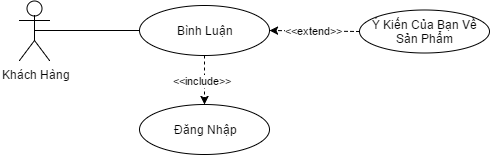 Bình Luận
<<extend>>
Ý Kiến Của Bạn Về
Sản Phẩm
Khách Hàng
<<include>>
Đăng Nhập